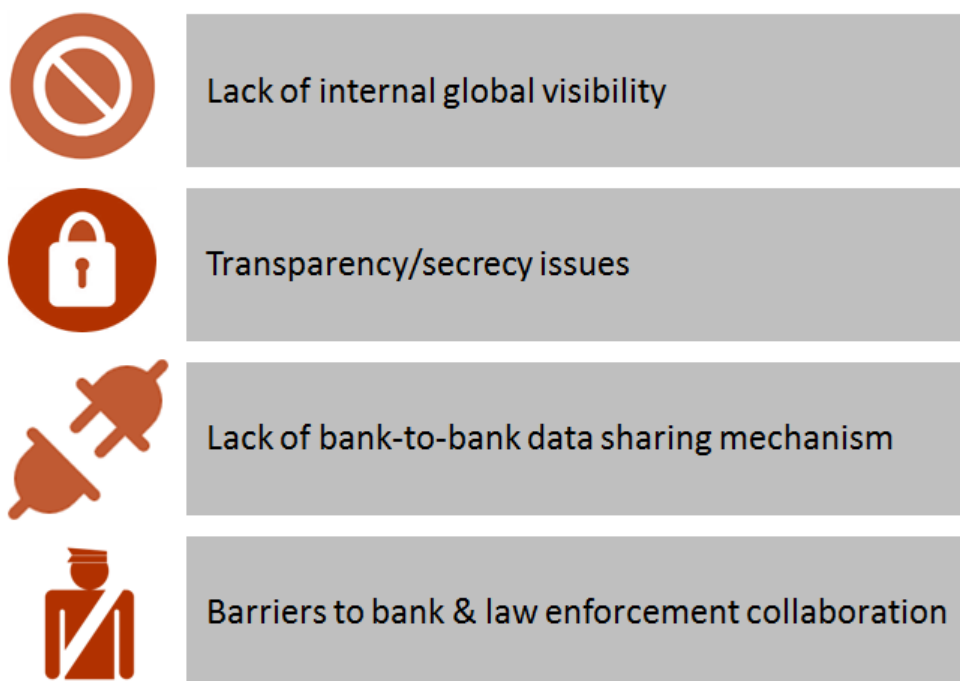 Lack of internal global visibility
Transparency/secrecy issues
Lack of bank-to-bank data sharing mechanism
Barriers to bank & law enforcement collaboration